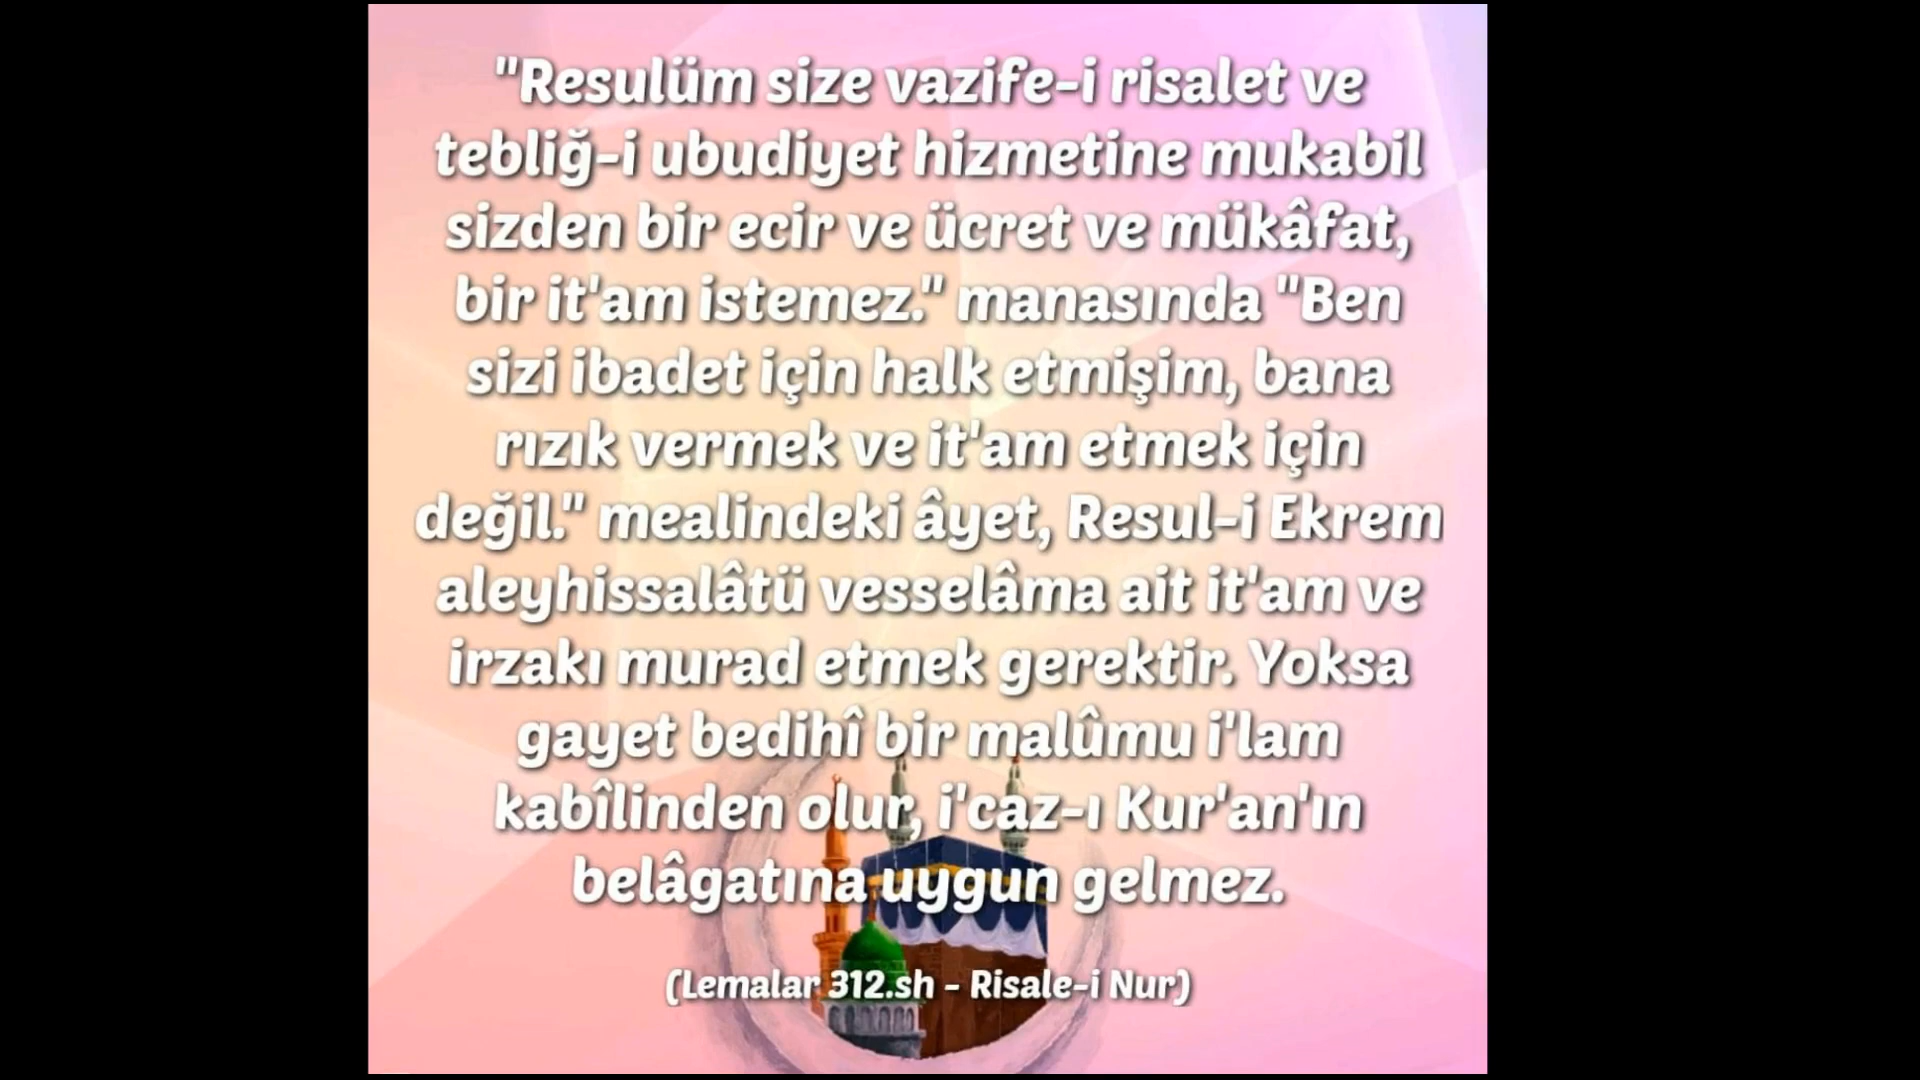 "Resulüm size vazife-i risalet ve
tebliğ-i ubudiyet hizmetine mukabil
sizden bir ecir ve ücret ve mükâfat,
bir it'am istemez." manasında "Ben
sizi ibadet için halk etmişim, bana
rızık vermek ve it'am etmek için
değil." mealindeki âyet, Resul-i Ekrem
aleyhissalâtü vesselâma ait it'am ve
irzakı murad etmek gerektir. Yoksa
gayet bedihî bir malûmu i'lam
kabîlinden olur, i'caz-ı Kur'an'ın
belâgatına uygun gelmez.
(Lemalar 312.sh - Risale-i Nur)